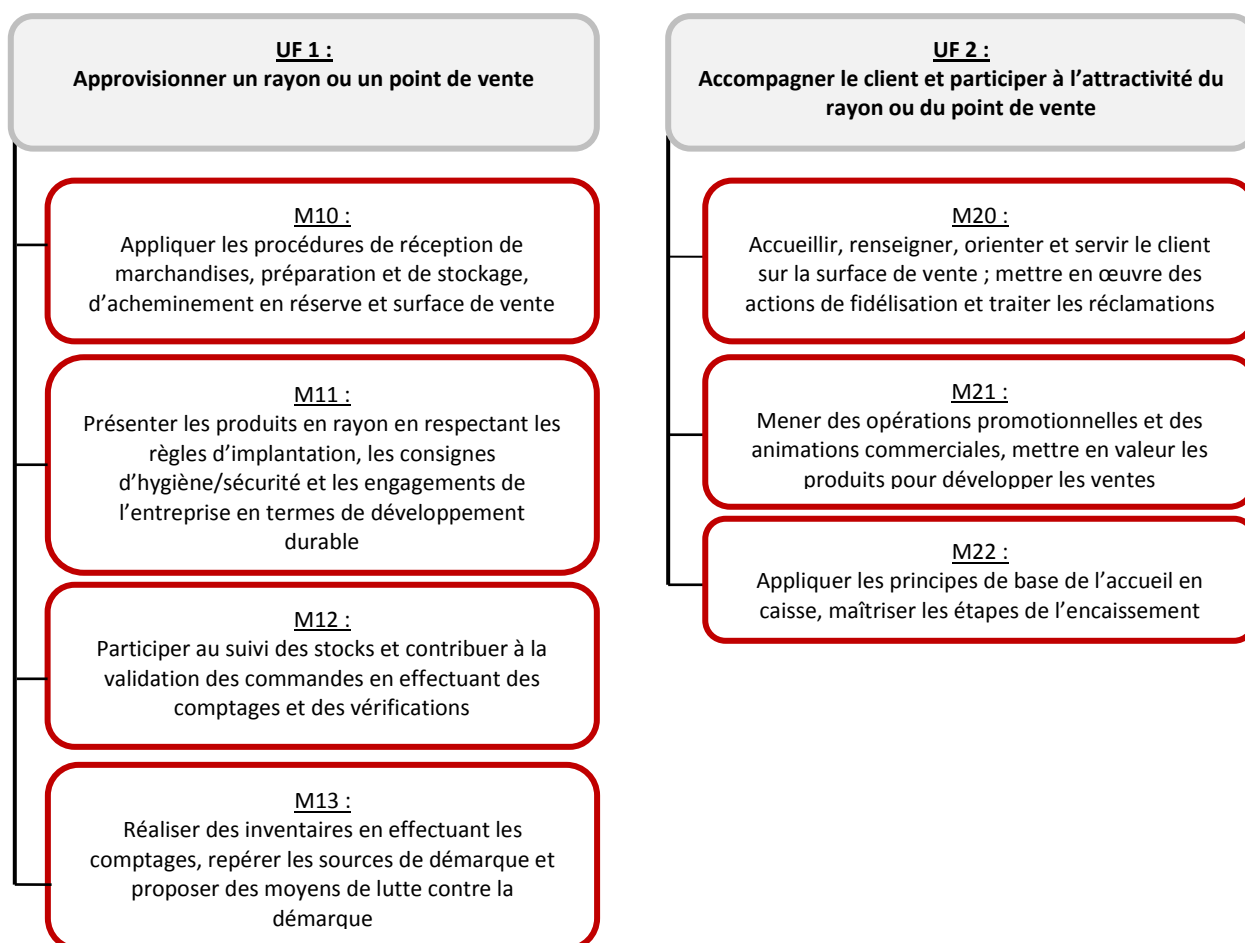 UF 1 :
Approvisionner un rayon ou un point de vente
M10 :
Appliquer les procédures de réception de
marchandises, préparation et de stockage,
d’acheminement en réserve et surface de vente
M11 :
Présenter les produits en rayon en respectant les
règles d’implantation, les consignes
d’hygiène/sécurité et les engagements de
l’entreprise en termes de développement
durable
M12 :
Participer au suivi des stocks et contribuer à la
validation des commandes en effectuant des
comptages et des vérifications
M13 :
Réaliser des inventaires en effectuant les
comptages, repérer les sources de démarque et
proposer des moyens de lutte contre la
démarque
UF 2 :
Accompagner le client et participer à l’attractivité du
rayon ou du point de vente
M20 :
Accueillir, renseigner, orienter et servir le client
sur la surface de vente ; mettre en œuvre des
actions de fidélisation et traiter les réclamations
M21 :
Mener des opérations promotionnelles et des
animations commerciales, mettre en valeur les
produits pour développer les ventes
M22 :
Appliquer les principes de base de l’accueil en
caisse, maîtriser les étapes de l’encaissement